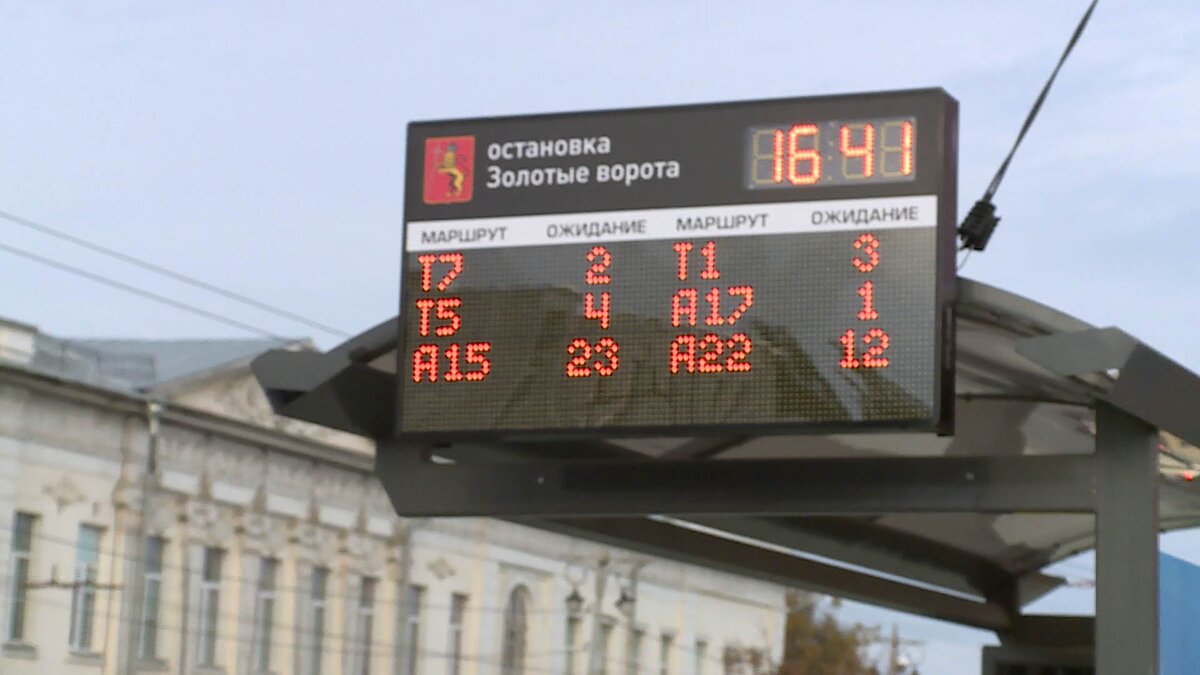 остановка
Золотые ворота
16:41
МАРШРУТ ОЖИДАНИЕ МАРШРУТ ОЖИДАНИЕ
Т7 2 Т1 3
Т5 4 А17 1
А15 23 А22 12